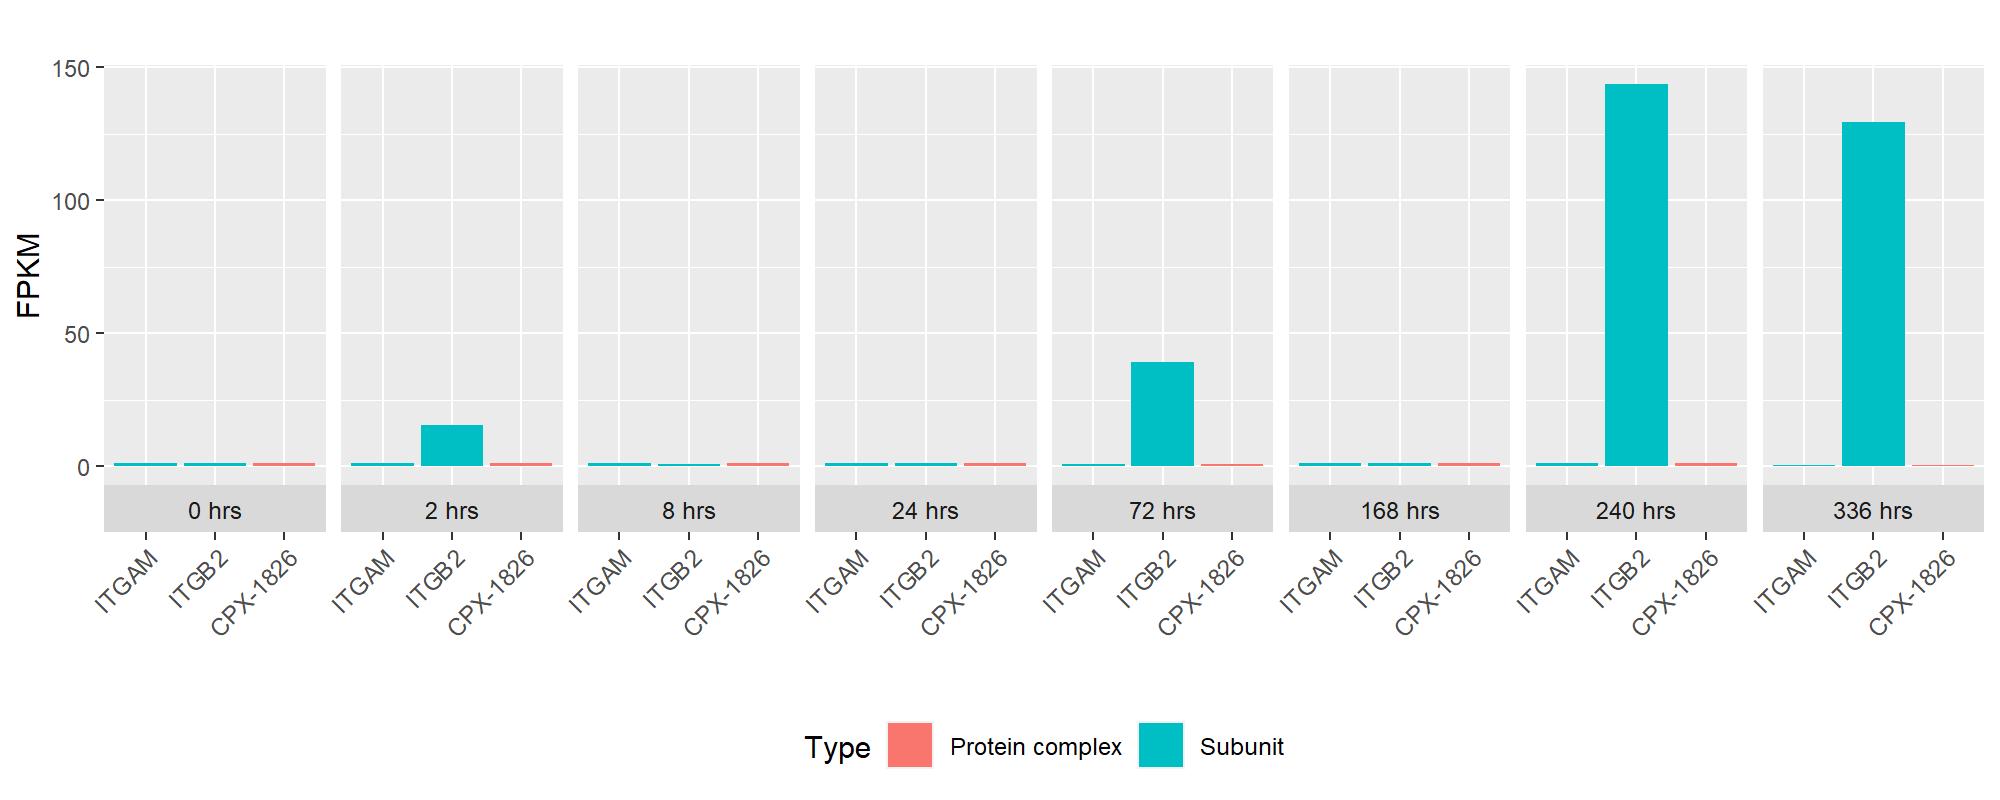 FPKM
150
100
50
0
0 hrs
2 hrs
8 hrs
24 hrs
72 hrs
168 hrs
240 hrs
336 hrs
ITGAM ITGB2 CPX-1826
ITGAM ITGB2 CPX-1826
ITGAM ITGB2 CPX-1826
ITGAM ITGB2 CPX-1826
ITGAM ITGB2 CPX-1826
ITGAM ITGB2 CPX-1826
ITGAM ITGB2 CPX-1826
ITGAM ITGB2 CPX-1826
Type Protein complex Subunit